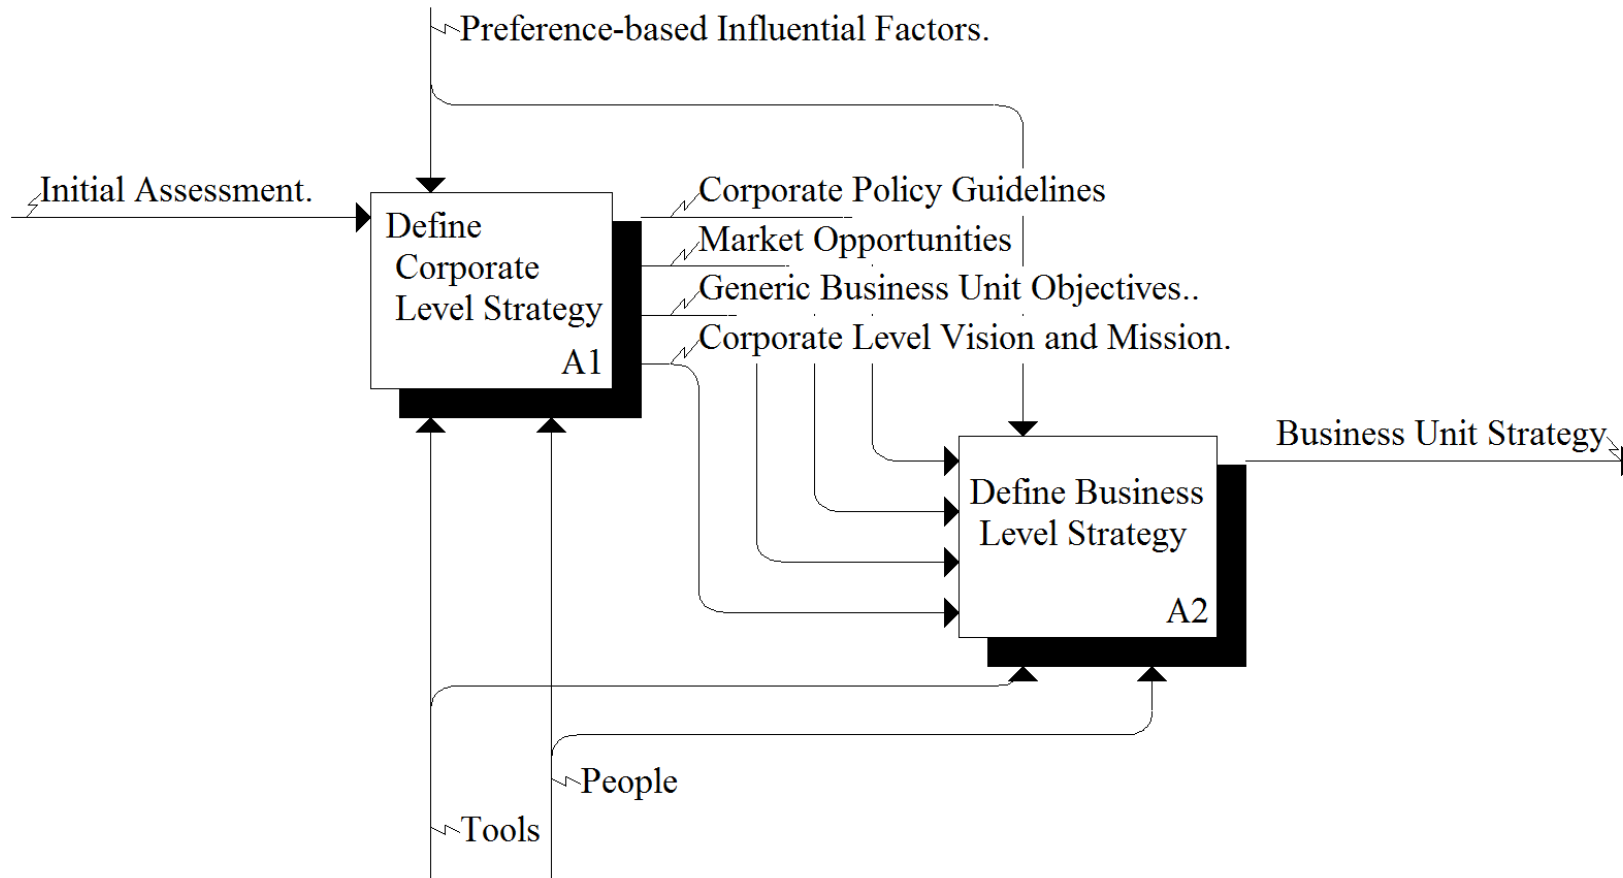 Preference-based Influential Factors.
Initial Assessment.
Define
Corporate
Level Strategy
A1
Corporate Policy Guidelines
Market Opportunities
Generic Business Unit Objectives..
Corporate Level Vision and Mission.
Business Unit Strategy
Define Business
Level Strategy
A2
People
Tools